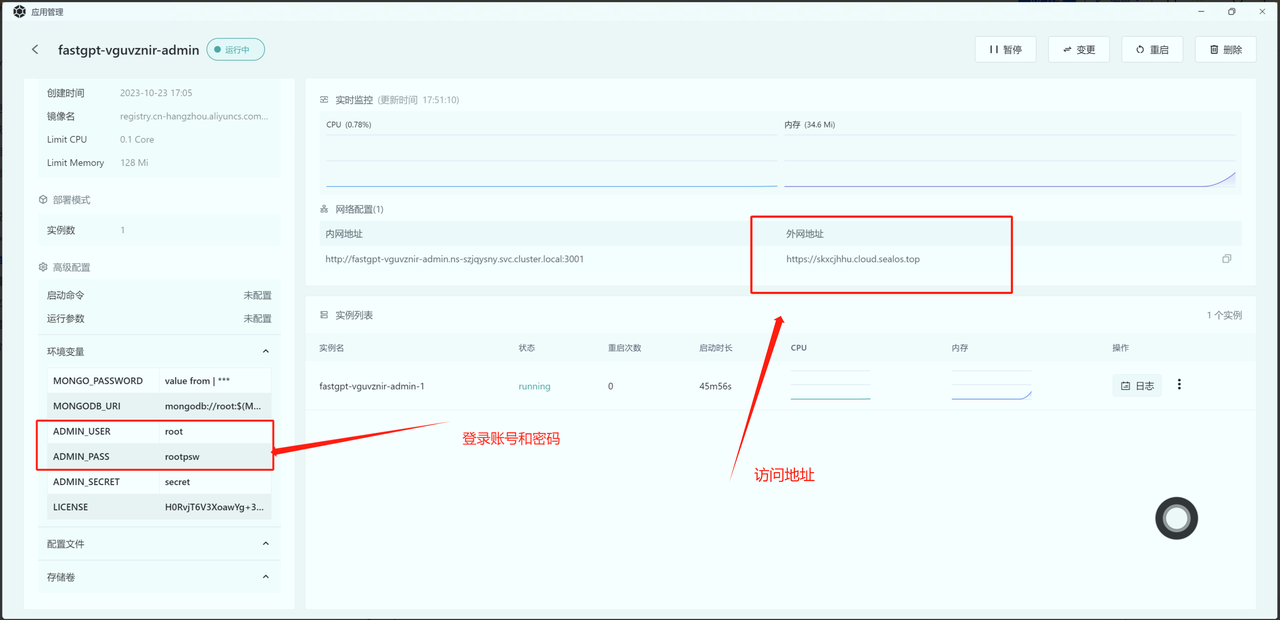 应用管理
fastgpt-vguvznir-admin 运行中 暂停 变更 重启 删除
创建时间 2023-10-23 17:05
镜像名 registry.cn-hangzhou.aliyuncs.com...
Limit CPU 0.1 Core
Limit Memory 128 Mi
部署模式
实例数 1
高级配置
启动命令 未配置
运行参数 未配置
环境变量
MONGO_PASSWORD value from | ***
MONGODB_URI mongodb://root:$(M...
ADMIN_USER root
ADMIN_PASS rootpsw
ADMIN_SECRET secret
LICENSE H0RvjT6V3XoawYg+3...
配置文件
存储卷
实时监控 (更新时间 17:51:10)
CPU (0.78%) 内存 (34.6 Mi)
网络配置(1)
内网地址 外网地址
http://fastgpt-vguvznir-admin.ns-szjqysny.svc.cluster.local:3001 https://skxcjhhu.cloud.sealos.top
实例列表 1 个实例
实例名 状态 重启次数 启动时长 CPU 内存 操作
fastgpt-vguvznir-admin-1 running 0 45m56s 日志
登录账号和密码
访问地址